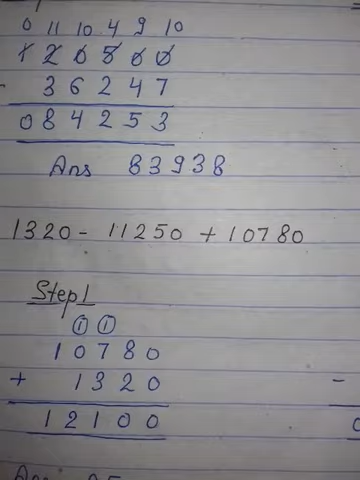 0 11 10 4 9 10
1 2 0 5 0 0
- 3 6 2 4 7
0 8 4 2 5 3
Ans 83938
1320 - 11250 + 10780
Step1
1 1
1 0 7 8 0
+ 1 3 2 0 -
1 2 1 0 0